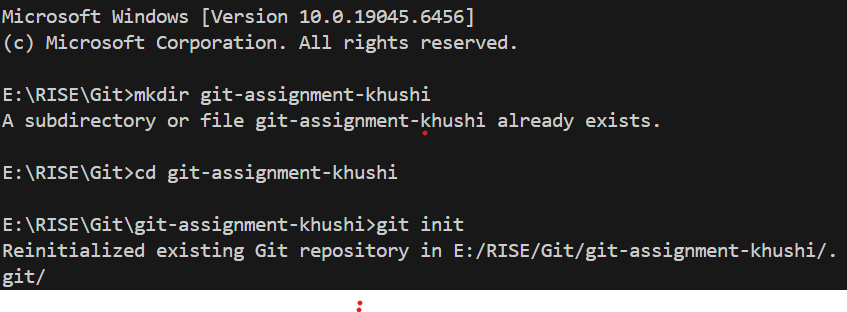 Microsoft Windows [Version 10.0.19045.6456]
(c) Microsoft Corporation. All rights reserved.
E:\RISE\Git>mkdir git-assignment-khushi
A subdirectory or file git-assignment-khushi already exists.
E:\RISE\Git>cd git-assignment-khushi
E:\RISE\Git\git-assignment-khushi>git init
Reinitialized existing Git repository in E:/RISE/Git/git-assignment-khushi/.
git/